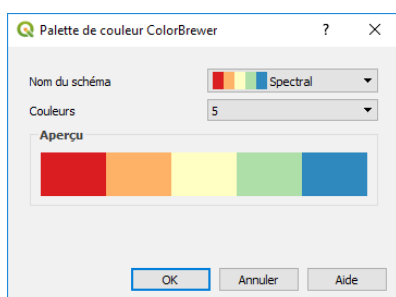 Palette de couleur ColorBrewer ?
Nom du schéma Spectral
Couleurs 5
Aperçu
OK Annuler Aide